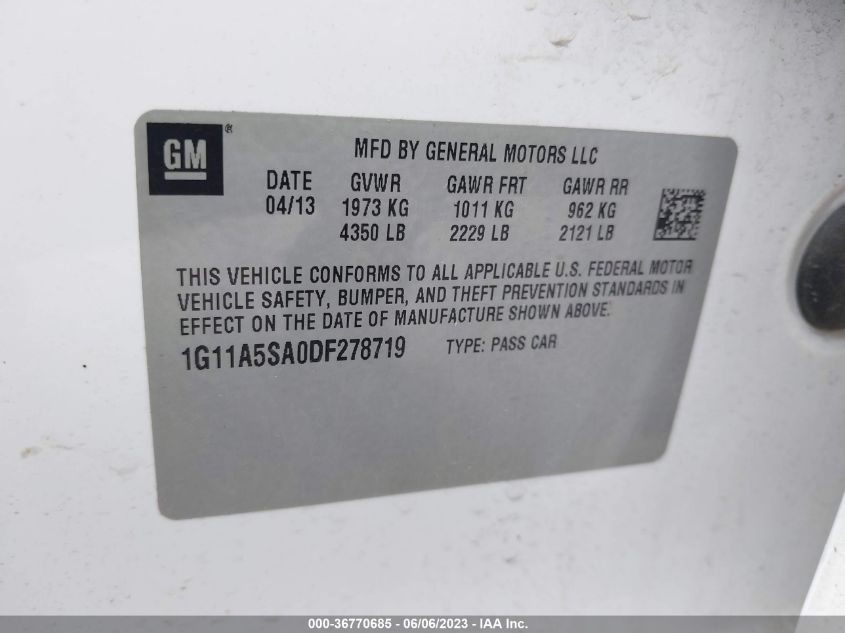 GM®
MFD BY GENERAL MOTORS LLC
DATE GVWR GAWR FRT GAWR RR
04/13 1973 KG 1011 KG 962 KG
4350 LB 2229 LB 2121 LB
THIS VEHICLE CONFORMS TO ALL APPLICABLE U.S. FEDERAL MOTOR
VEHICLE SAFETY, BUMPER, AND THEFT PREVENTION STANDARDS IN
EFFECT ON THE DATE OF MANUFACTURE SHOWN ABOVE.
1G11A5SA0DF278719 TYPE: PASS CAR
000-36770685 - 06/06/2023 - IAA Inc.